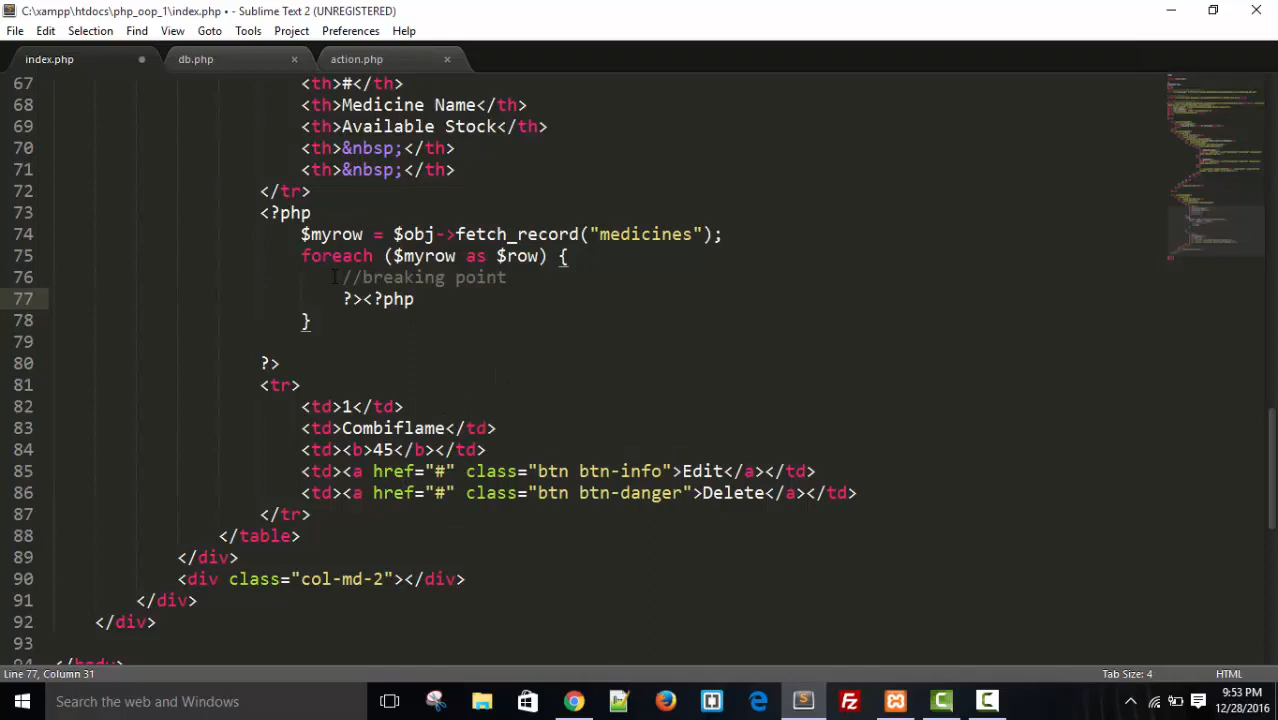 C:\xampp\htdocs\php_oop_1\index.php • - Sublime Text 2 (UNREGISTERED)
File Edit Selection Find View Goto Tools Project Preferences Help
index.php db.php action.php
67 <th>#</th>
68 <th>Medicine Name</th>
69 <th>Available Stock</th>
70 <th>&nbsp;</th>
71 <th>&nbsp;</th>
72 </tr>
73 <?php
74 $myrow = $obj->fetch_record("medicines");
75 foreach ($myrow as $row) {
76 //breaking point
77 ?><?php
78 }
79
80 ?>
81 <tr>
82 <td>1</td>
83 <td>Combiflame</td>
84 <td><b>45</b></td>
85 <td><a href="#" class="btn btn-info">Edit</a></td>
86 <td><a href="#" class="btn btn-danger">Delete</a></td>
87 </tr>
88 </table>
89 </div>
90 <div class="col-md-2"></div>
91 </div>
92 </div>
93
94 </body>
Line 77, Column 31 Tab Size: 4 HTML
Search the web and Windows
9:53 PM
12/28/2016